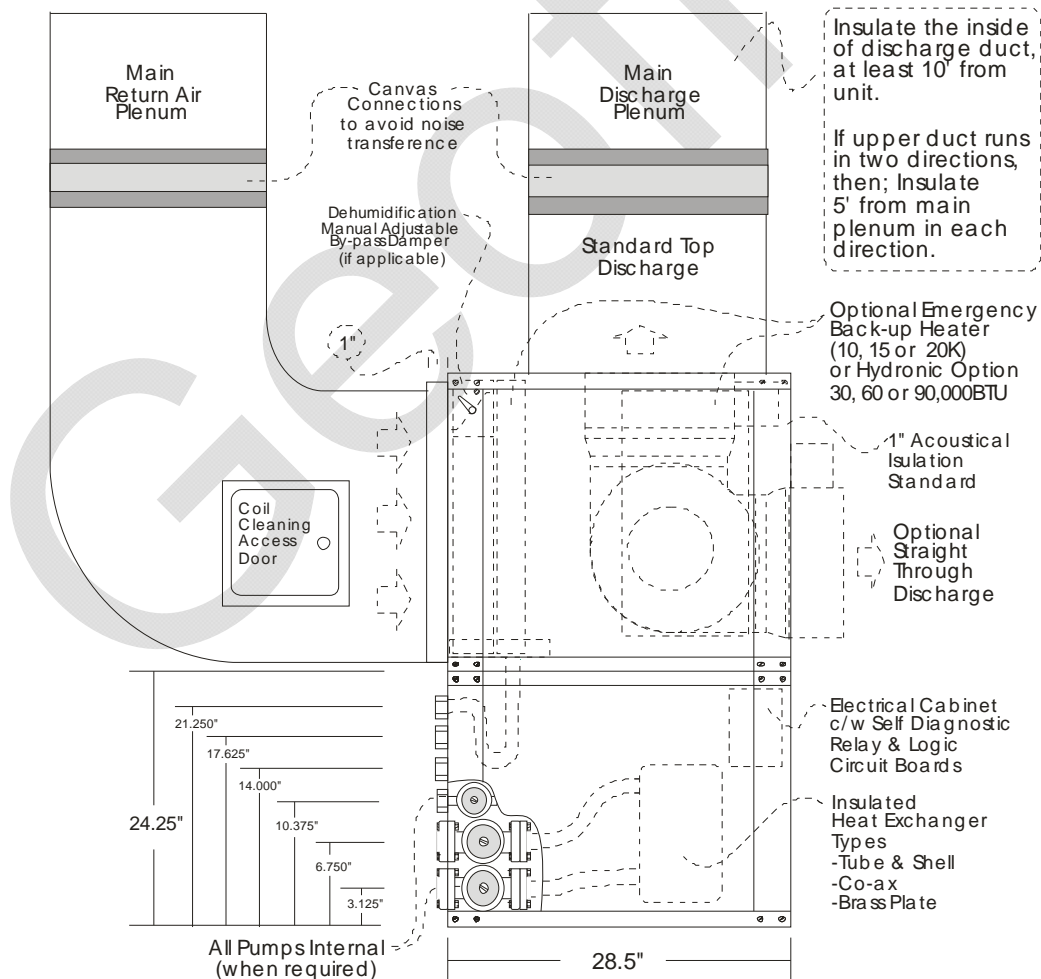 Main
Return Air
Plenum
Canvas
Connections
to avoid noise
transference
Main
Discharge
Plenum
Insulate the inside
of discharge duct,
at least 10' from
unit.
If upper duct runs
in two directions,
then; Insulate
5' from main
plenum in each
direction.
Dehumidification
Manual Adjustable
By-pass Damper
(if applicable)
Standard Top
Discharge
1"
Optional Emergency
Back-up Heater
(10, 15 or 20K)
or Hydronic Option
30, 60 or 90,000BTU
1" Acoustical
Isulation
Standard
Coil
Cleaning
Access
Door
Optional
Straight
Through
Discharge
21.250"
17.625"
14.000"
24.25"
10.375"
6.750"
3.125"
Electrical Cabinet
c/w Self Diagnostic
Relay & Logic
Circuit Boards
Insulated
Heat Exchanger
Types
-Tube & Shell
-Co-ax
-Brass Plate
All Pumps Internal
(when required)
28.5"